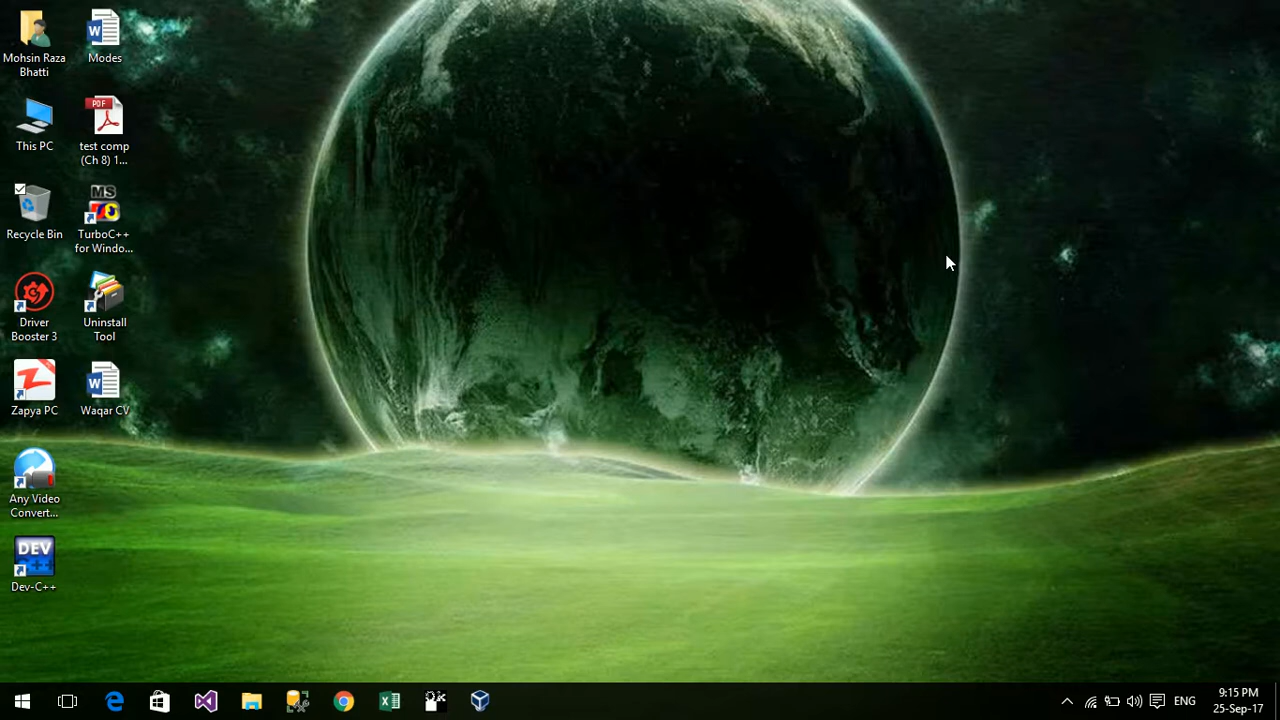 Mohsin Raza
Bhatti
Modes
This PC
PDF
test comp
(Ch 8) 1...
Recycle Bin
MS
TurboC++
for Windo...
Driver
Booster 3
Uninstall
Tool
Zapya PC
Waqar CV
Any Video
Convert...
DEV
Dev-C++
ENG
9:15 PM
25-Sep-17